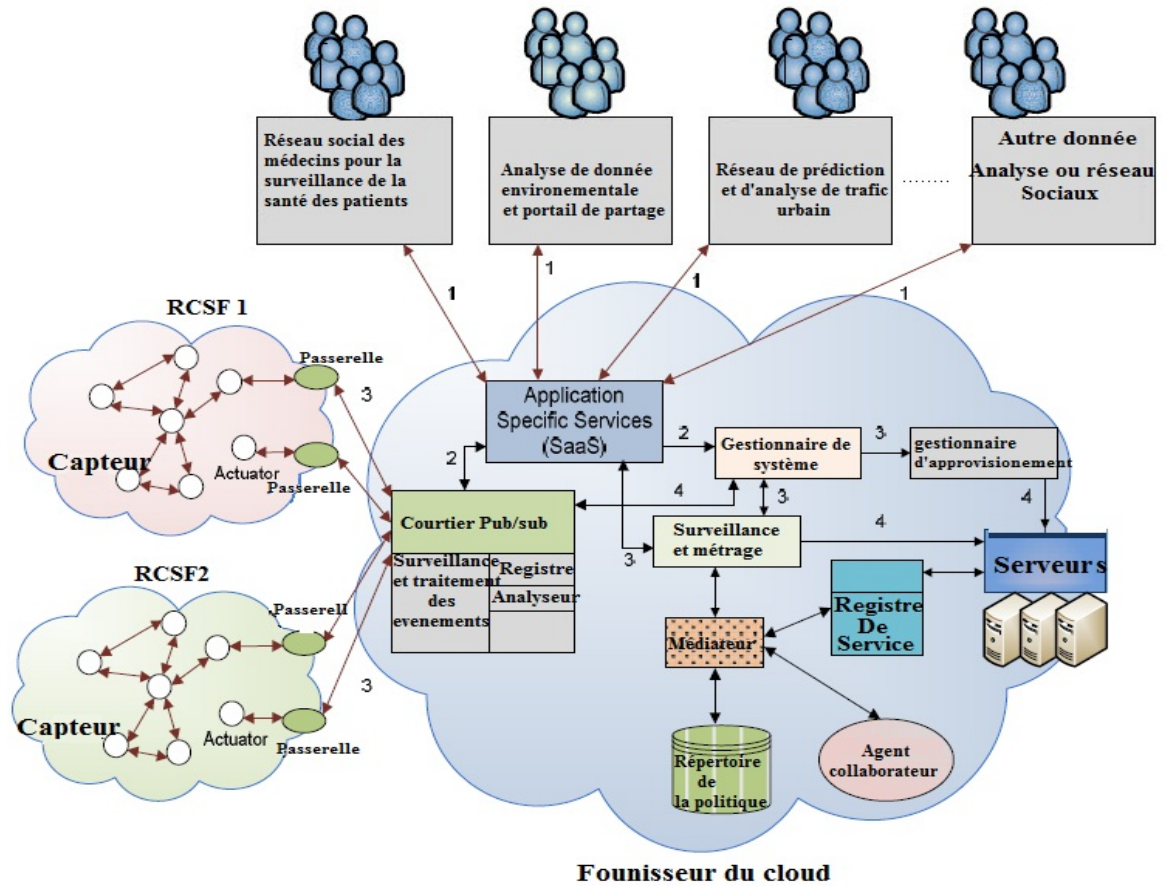 Réseau social des
médecins pour la
surveillance de la
santé des patients
Analyse de donnée
environementale
et portail de partage
Réseau de prédiction
et d'analyse de trafic
urbain
........
Autre donnée
Analyse ou réseau
Sociaux
1
1
1
1
RCSF 1
Passerelle
3
Capteur
Actuator
Passerelle
Application
Specific Services
(SaaS)
2
2
Gestionnaire de
système
3
gestionnaire
d'approvisionement
4
3
4
Courtier Pub/sub
Surveillance
et traitement
des
evenements
Registre
Analyseur
3
Surveillance
et métrage
4
Serveurs
Registre
De
Service
Médiateur
Répertoire
de
la politique
Agent
collaborateur
RCSF2
Passerell
3
Capteur
Actuator
Passerelle
Founisseur du cloud